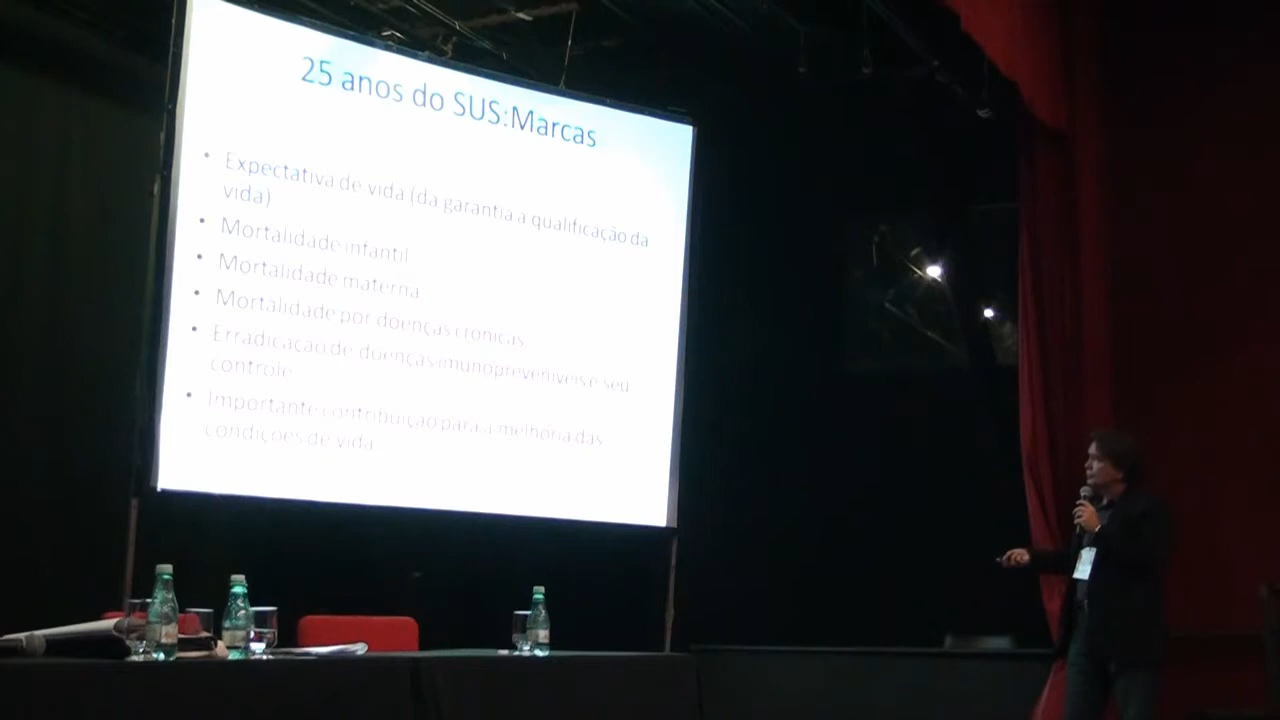 25 anos do SUS:Marcas
• Expectativa de vida (da garantia a qualificação da
vida)
• Mortalidade infantil
• Mortalidade materna
• Mortalidade por doenças crônicas
• Erradicação de doenças imunopreveníveis e seu
controle
• Importante contribuição para a melhoria das
condições de vida